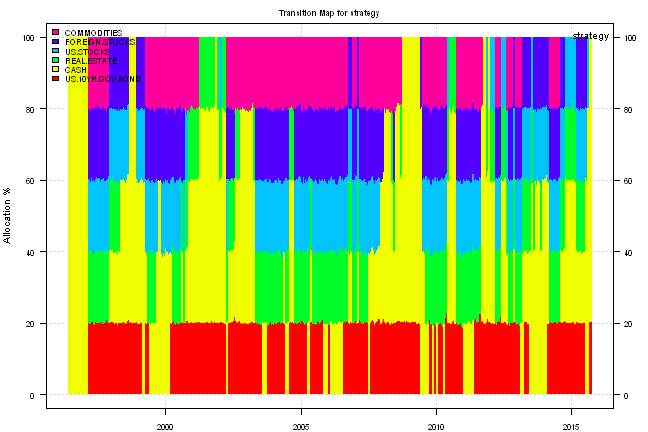 Transition Map for strategy
strategy
COMMODITIES
FOREIGN.STOCKS
US.STOCKS
REAL.ESTATE
CASH
US.10YR.GOV.BOND
Allocation %
100
80
60
40
20
0
100
80
60
40
20
0
2000 2005 2010 2015